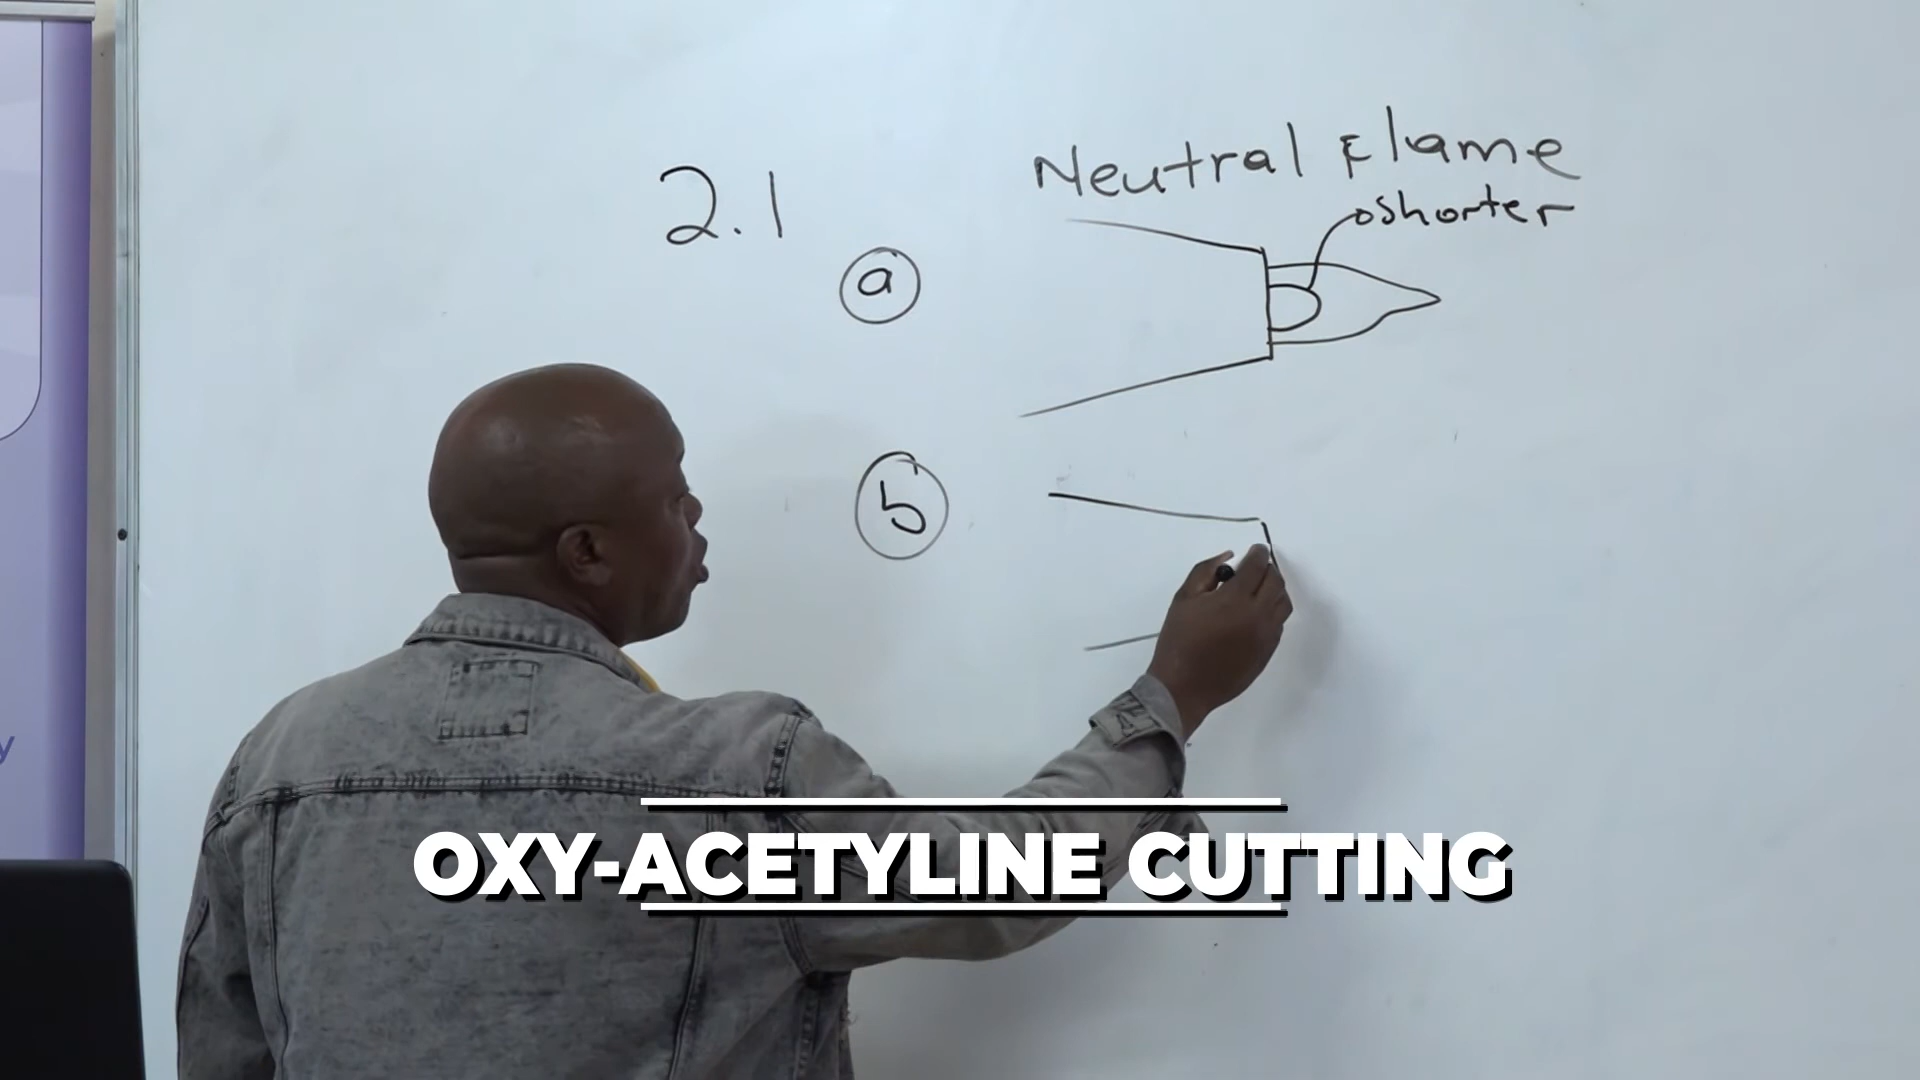 Neutral flame
2.1
shorter
a
b
y
OXY-ACETYLINE CUTTING